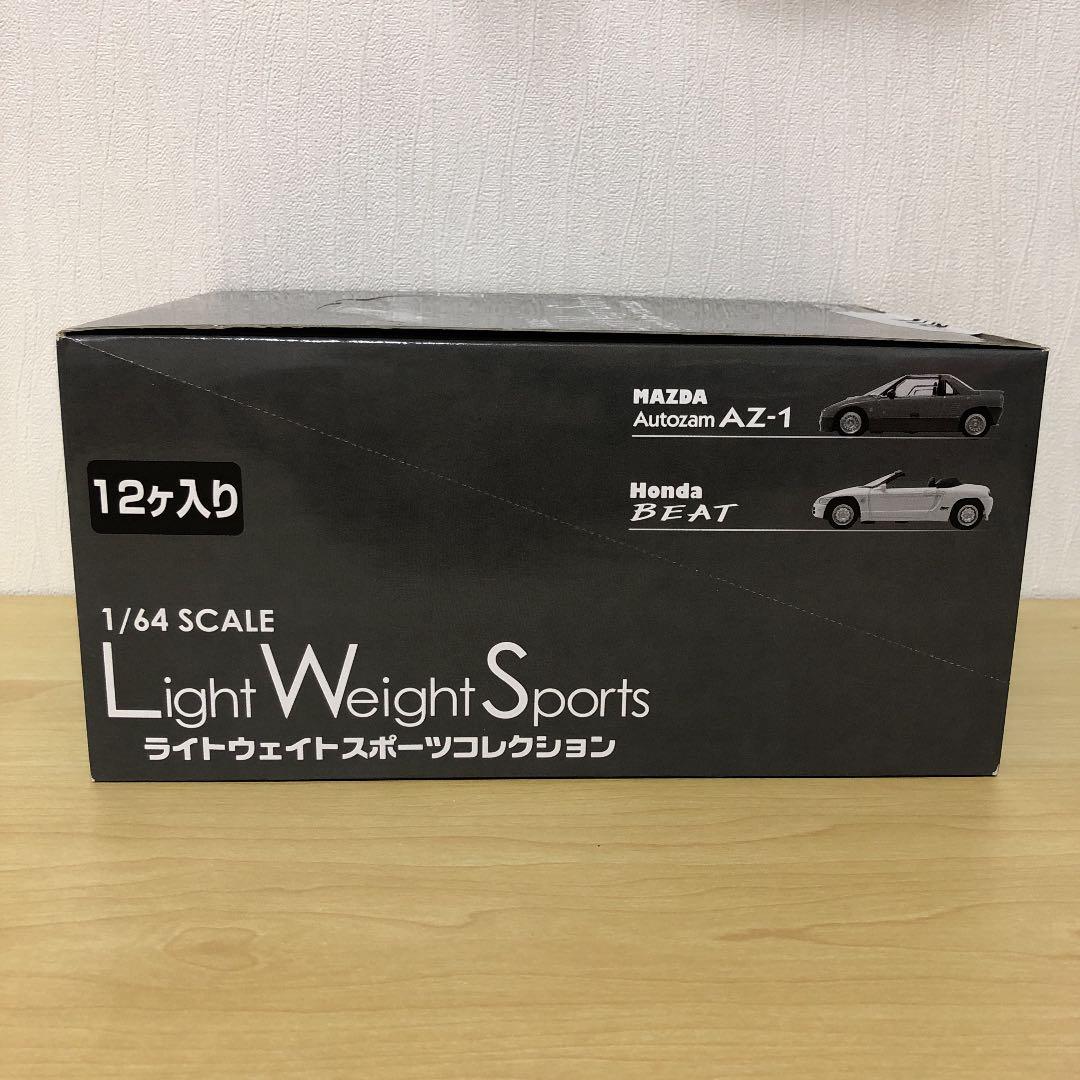 MAZDA
Autozam AZ-1
Honda
BEAT
12ケ入り
1/64 SCALE
Light Weight Sports
ライトウェイトスポーツコレクション